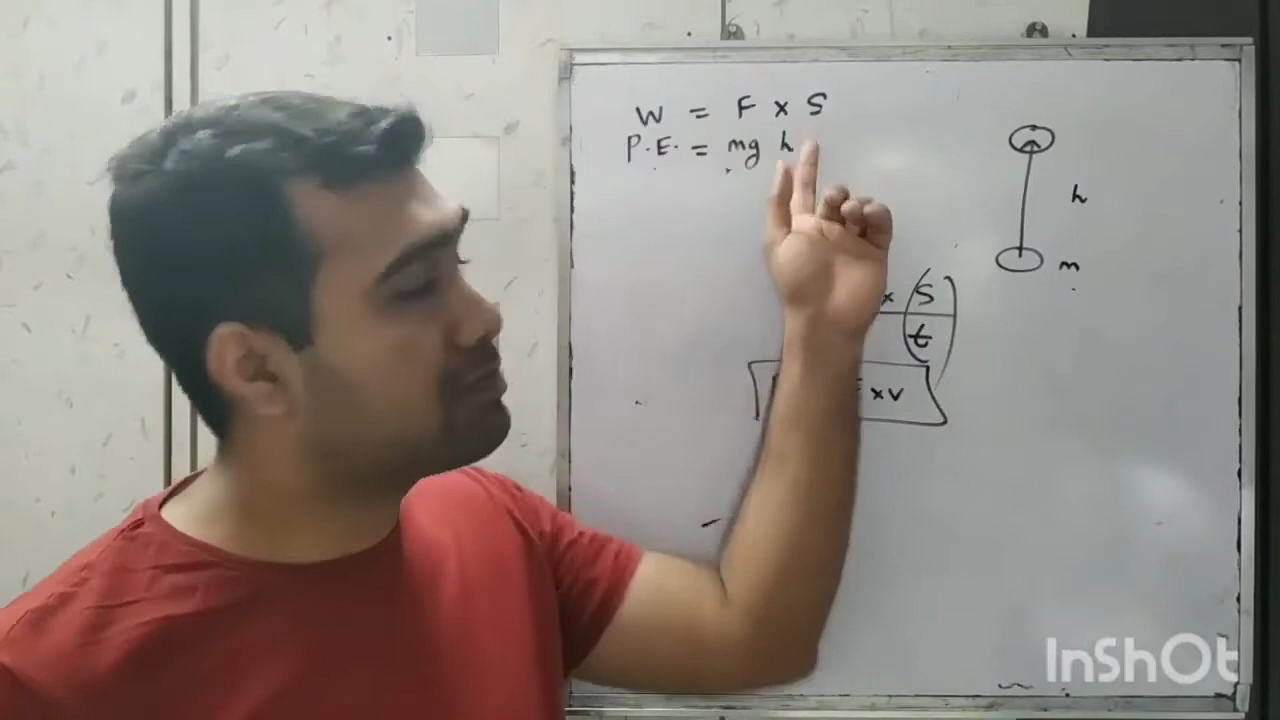 W = F x S
P.E. = mg h
h
m
x S
t
x v
InShOt